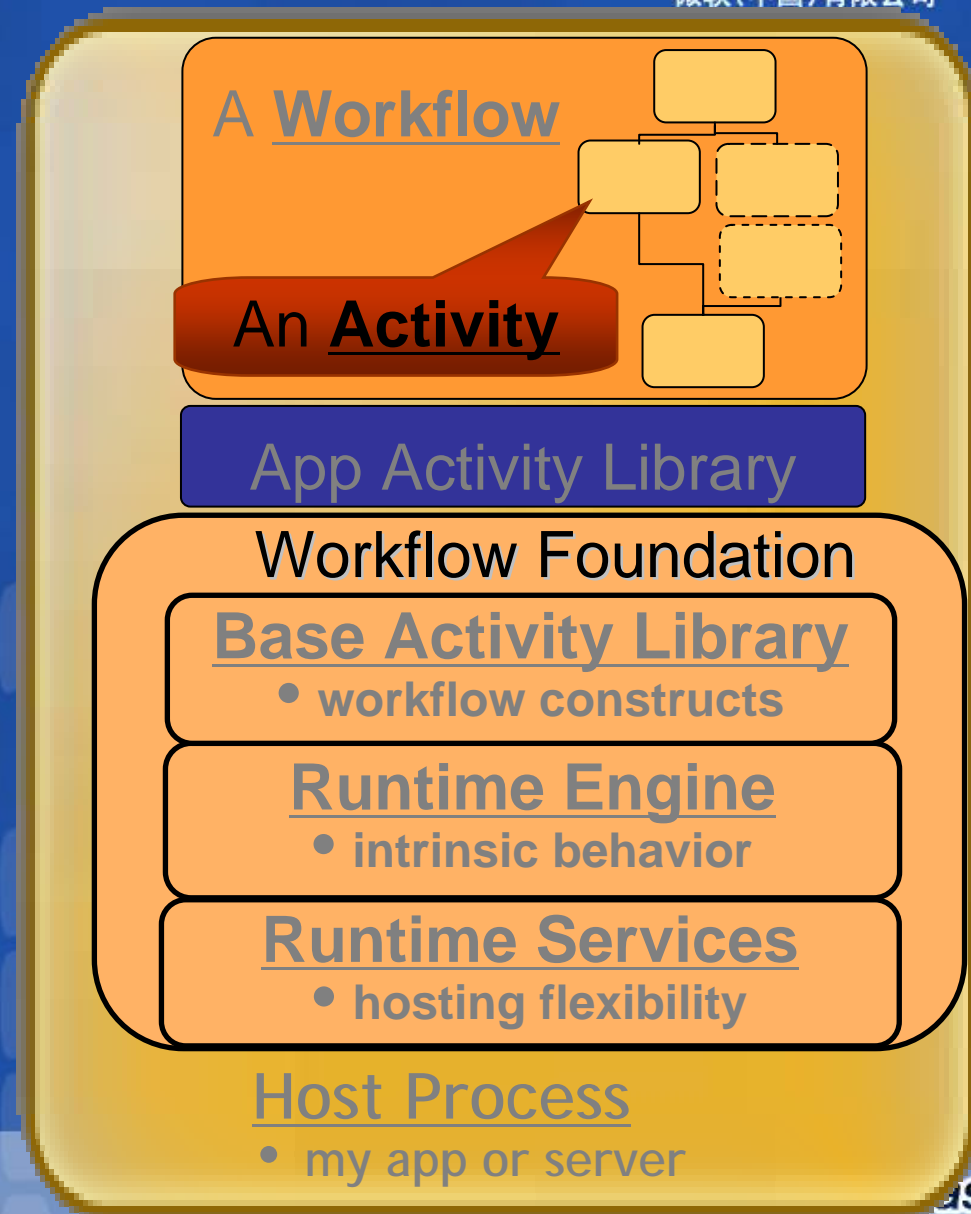 A Workflow
An Activity
App Activity Library
Workflow Foundation
Base Activity Library
• workflow constructs
Runtime Engine
• intrinsic behavior
Runtime Services
• hosting flexibility
Host Process
• my app or server